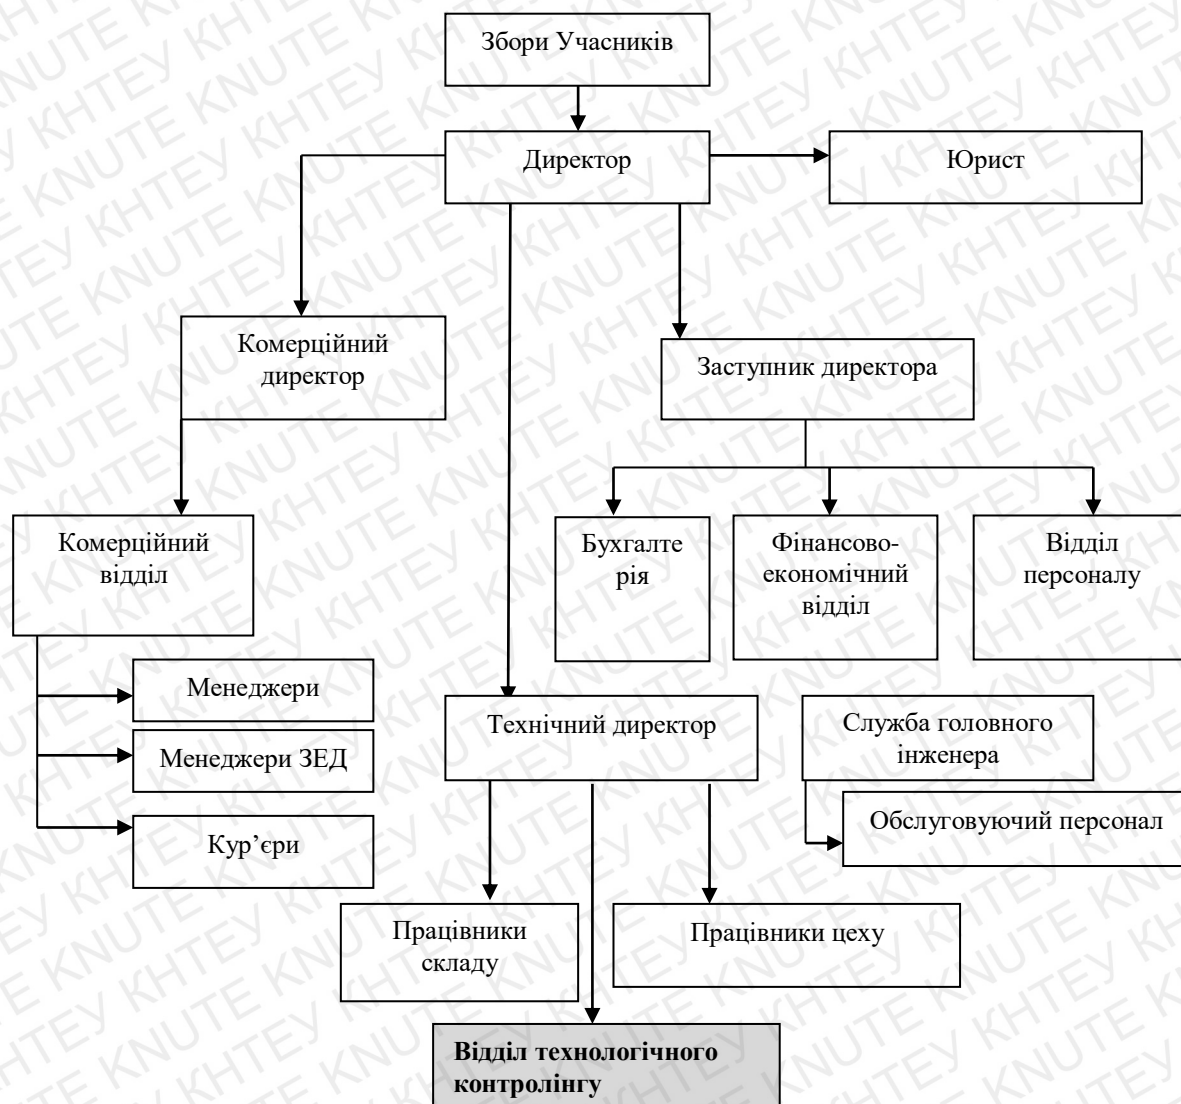 Збори Учасників
Директор
Юрист
Комерційний
директор
Заступник директора
Комерційний
відділ
Бухгалте
рія
Фінансово-
економічний
відділ
Відділ
персоналу
Менеджери
Менеджери ЗЕД
Кур’єри
Технічний директор
Служба головного
інженера
Обслуговуючий персонал
Працівники
складу
Працівники цеху
Відділ технологічного
контролінгу